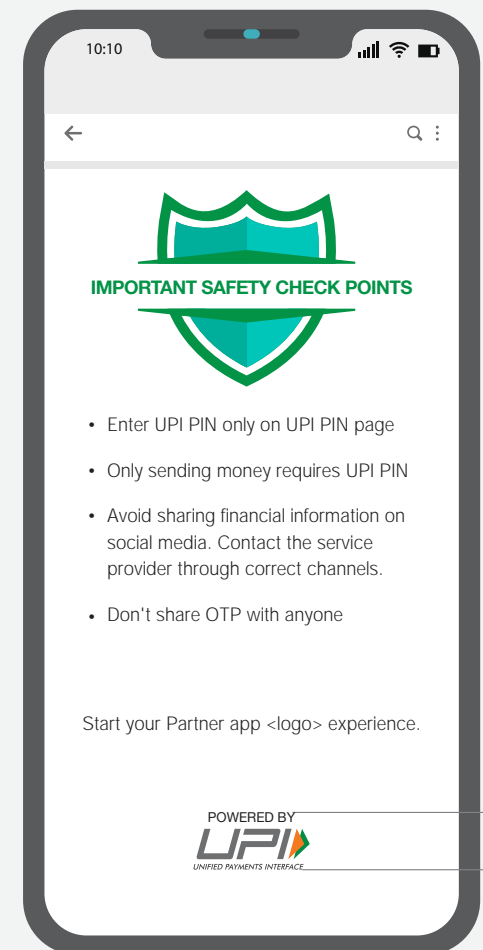 10:10
IMPORTANT SAFETY CHECK POINTS
• Enter UPI PIN only on UPI PIN page
• Only sending money requires UPI PIN
• Avoid sharing financial information on
social media. Contact the service
provider through correct channels.
• Don't share OTP with anyone
Start your Partner app <logo> experience.
POWERED BY
UPI
UNIFIED PAYMENTS INTERFACE